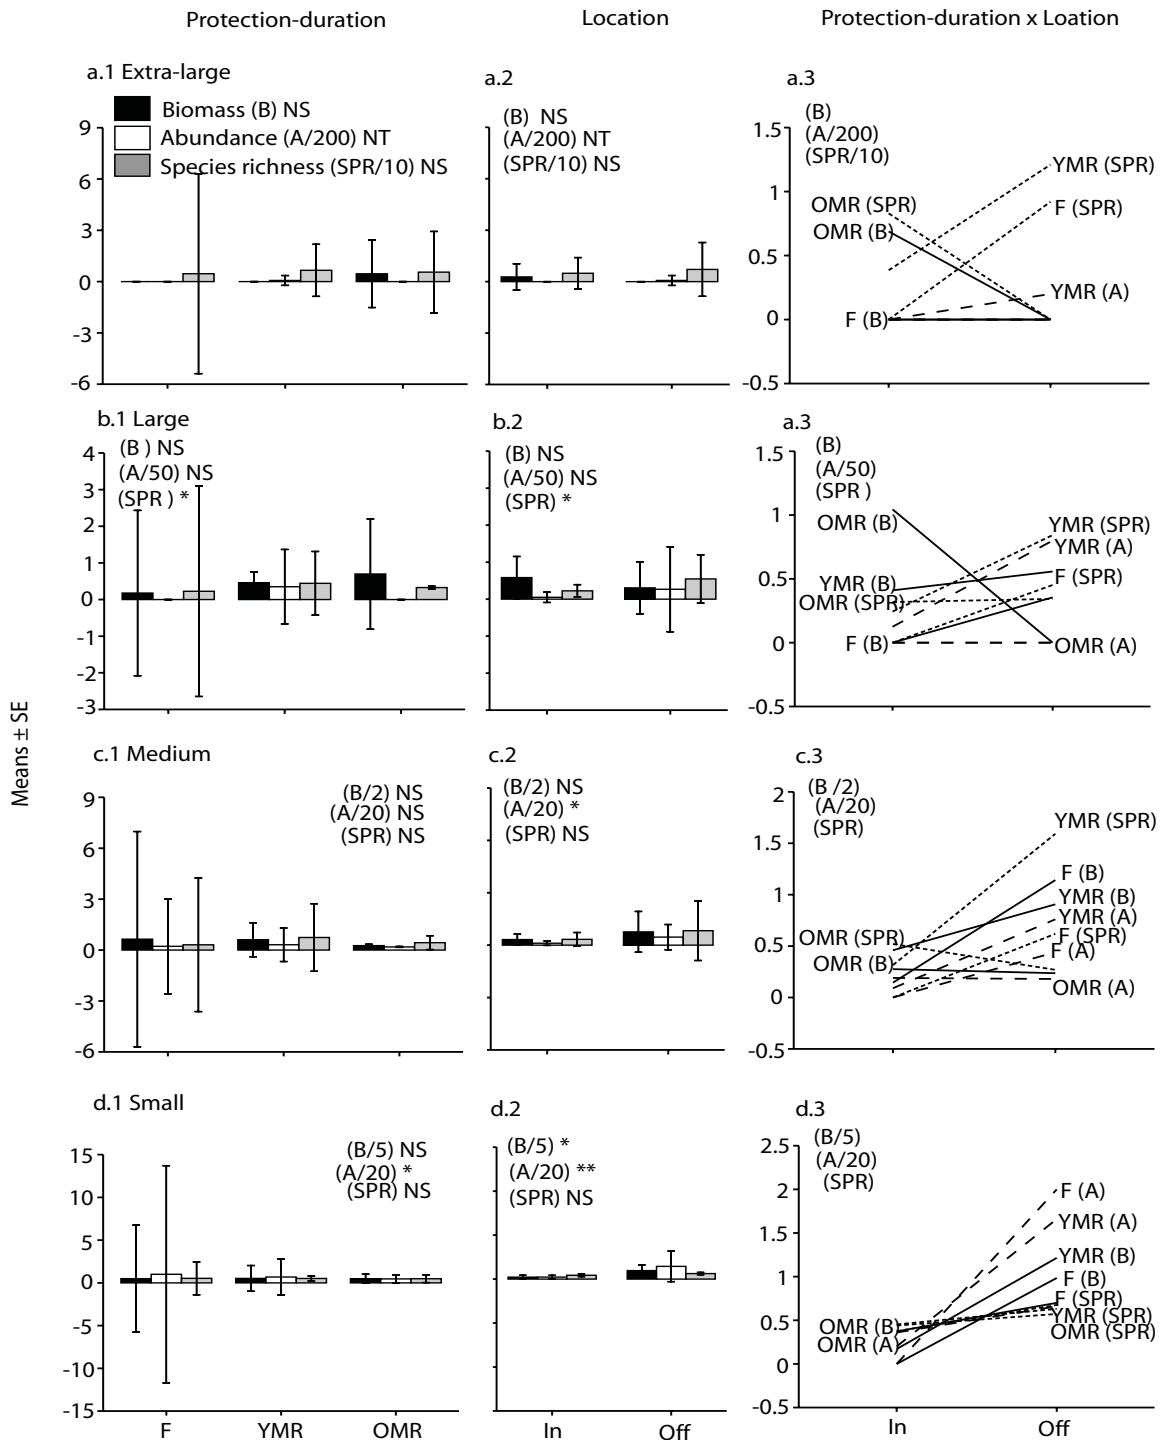 Protection-duration
Location
Protection-duration x Loation
Means ± SE
a.1 Extra-large
Biomass (B) NS
Abundance (A/200) NT
Species richness (SPR/10) NS
9
6
3
0
-3
-6
a.2
(B) NS
(A/200) NT
(SPR/10) NS
a.3
(B)
(A/200)
(SPR/10)
1.5
1
0.5
0
-0.5
OMR (SPR)
OMR (B)
F (B)
YMR (SPR)
F (SPR)
YMR (A)
b.1 Large
(B ) NS
(A/50) NS
(SPR ) *
4
3
2
1
0
-1
-2
-3
b.2
(B) NS
(A/50) NS
(SPR) *
a.3
(B)
(A/50)
(SPR )
1.5
1
0.5
0
-0.5
OMR (B)
YMR (B)
OMR (SPR)
F (B)
YMR (SPR)
YMR (A)
F (SPR)
OMR (A)
c.1 Medium
(B/2) NS
(A/20) NS
(SPR) NS
9
6
3
0
-3
-6
c.2
(B/2) NS
(A/20) *
(SPR) NS
c.3
(B /2)
(A/20)
(SPR)
2
1.5
1
0.5
0
-0.5
OMR (SPR)
OMR (B)
YMR (SPR)
F (B)
YMR (B)
YMR (A)
F (SPR)
F (A)
OMR (A)
d.1 Small
(B/5) NS
(A/20) *
(SPR) NS
15
10
5
0
-5
-10
-15
F
YMR
OMR
d.2
(B/5) *
(A/20) **
(SPR) NS
In
Off
d.3
(B/5)
(A/20)
(SPR)
2.5
2
1.5
1
0.5
0
-0.5
OMR (B)
OMR (A)
F (A)
YMR (A)
YMR (B)
F (B)
F (SPR)
YMR (SPR)
OMR (SPR)
In
Off